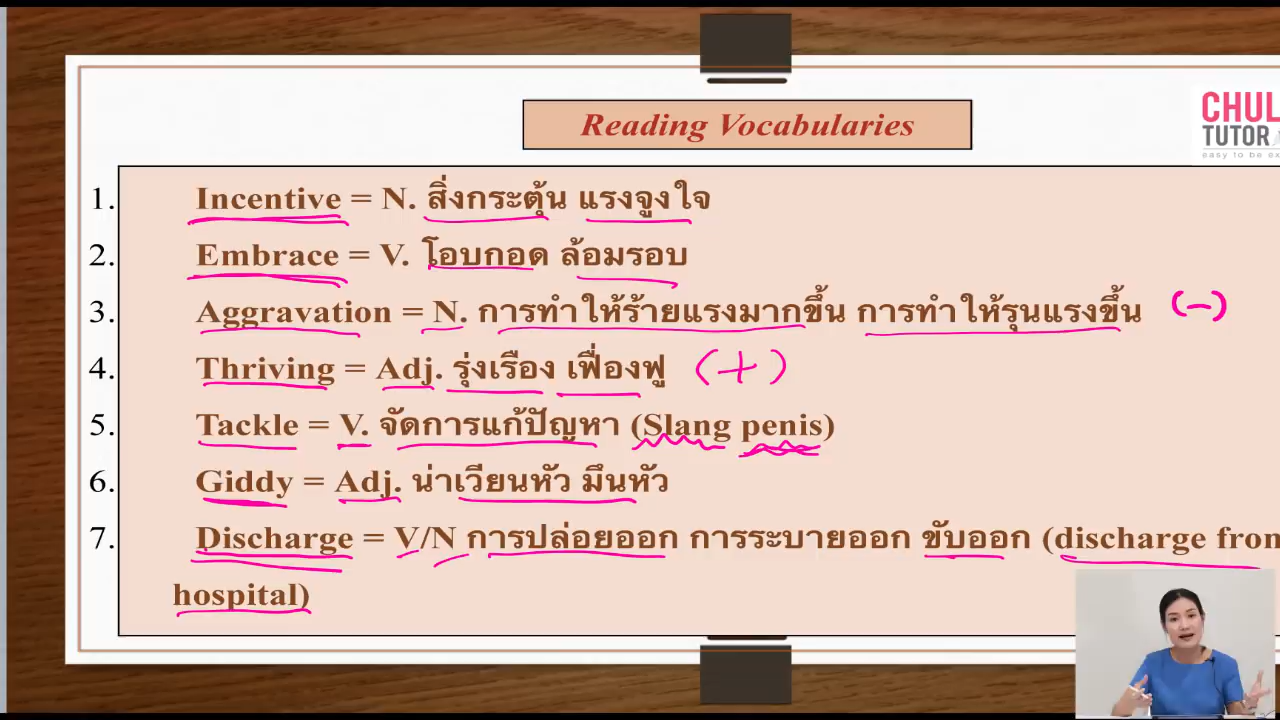 Reading Vocabularies
CHUL
TUTOR
easy to be ex
1. Incentive = N. สิ่งกระตุ้น แรงจูงใจ
2. Embrace = V. โอบกอด ล้อมรอบ
3. Aggravation = N. การทำให้ร้ายแรงมากขึ้น การทำให้รุนแรงขึ้น (-)
4. Thriving = Adj. รุ่งเรือง เฟื่องฟู (+)
5. Tackle = V. จัดการแก้ปัญหา (Slang penis)
6. Giddy = Adj. น่าเวียนหัว มึนหัว
7. Discharge = V/N การปล่อยออก การระบายออก ขับออก (discharge from
hospital)